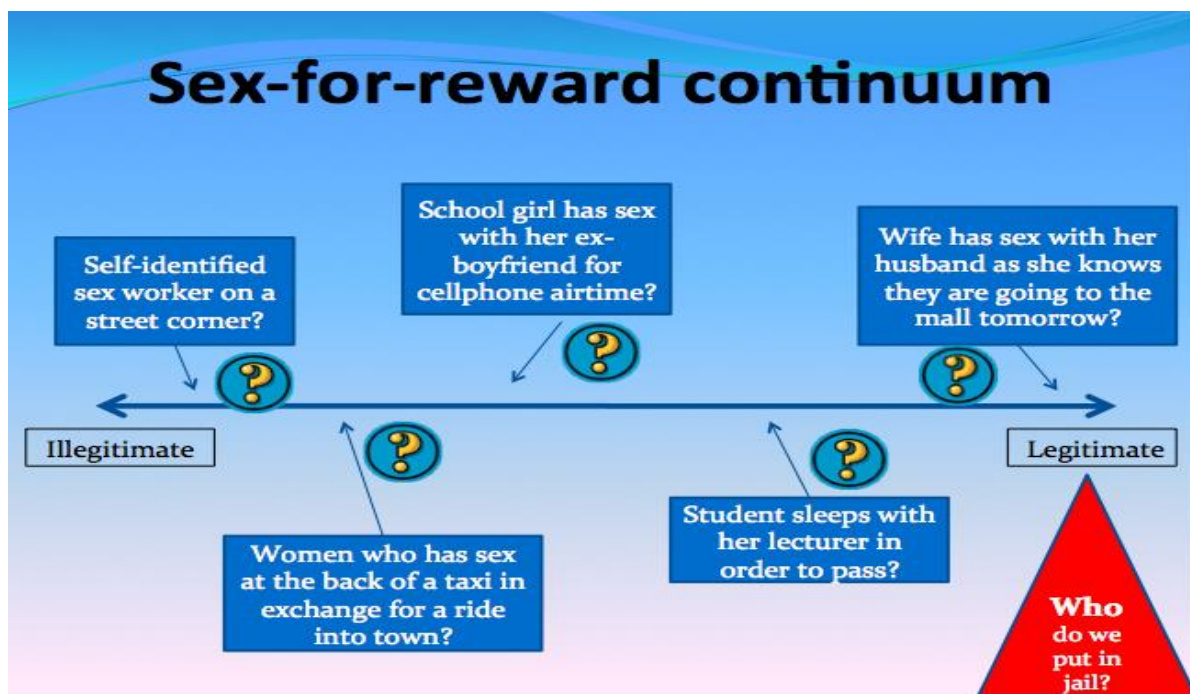 Sex-for-reward continuum
Self-identified
sex worker on a
street corner?
School girl has sex
with her ex-
boyfriend for
cellphone airtime?
Wife has sex with her
husband as she knows
they are going to the
mall tomorrow?
?
?
?
Illegitimate
Legitimate
?
?
Women who has sex
at the back of a taxi in
exchange for a ride
into town?
Student sleeps with
her lecturer in
order to pass?
Who
do we
put in
jail?